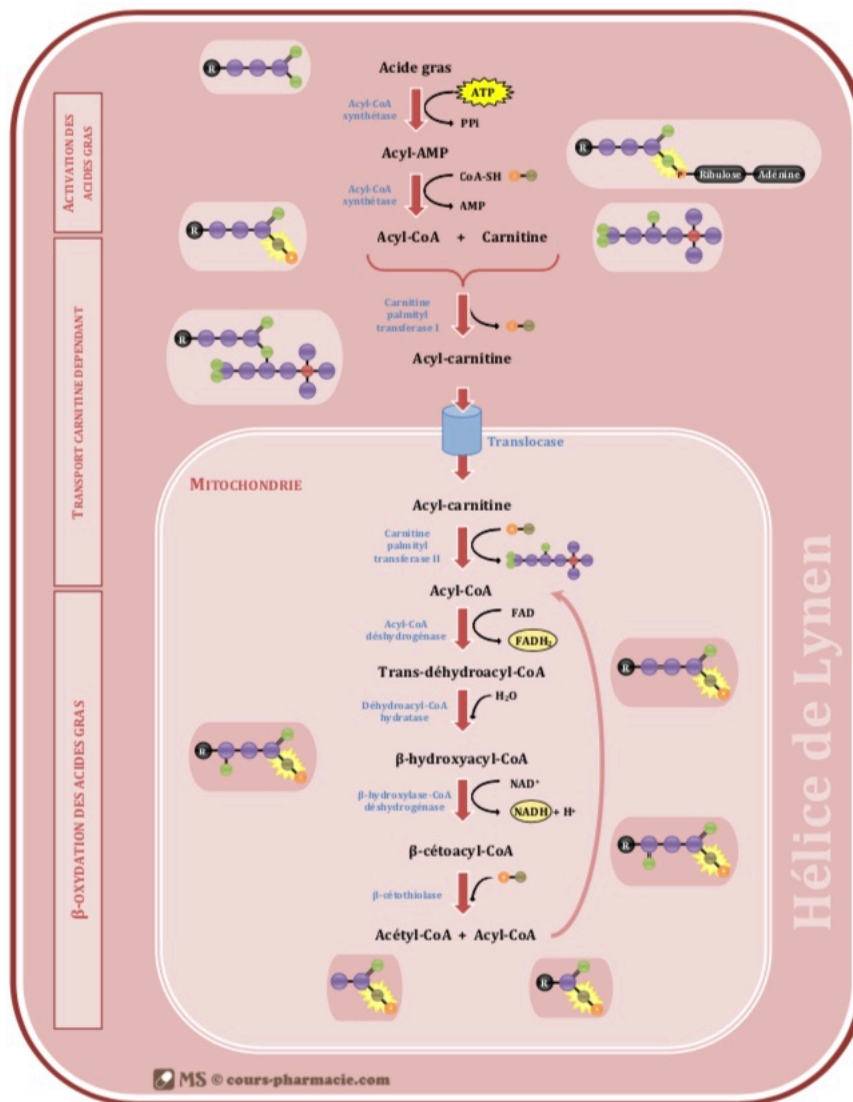 Acide gras
R
ATP
Acyl-CoA
synthétase
PPi
Acyl-AMP
R
P
Ribulose
Adénine
CoA-SH
Acyl-CoA
synthétase
AMP
Acyl-CoA + Carnitine
R
Carnitine
palmityl
transferase I
R
Acyl-carnitine
Translocase
MITOCHONDRIE
Acyl-carnitine
Carnitine
palmityl
transferase II
Acyl-CoA
FAD
Acyl-CoA
déshydrogénase
FADH₂
R
Trans-déhydroacyl-CoA
H₂O
Déhydroacyl-CoA
hydratase
R
β-hydroxyacyl-CoA
NAD⁺
β-hydroxylase-CoA
déshydrogénase
NADH + H⁺
R
β-cétoacyl-CoA
β-cétothiolase
Acétyl-CoA + Acyl-CoA
R
ACTIVATION DES
ACIDES GRAS
TRANSPORT CARNITINE DEPENDANT
β-OXYDATION DES ACIDES GRAS
Hélice de Lynen
MS © cours-pharmacie.com